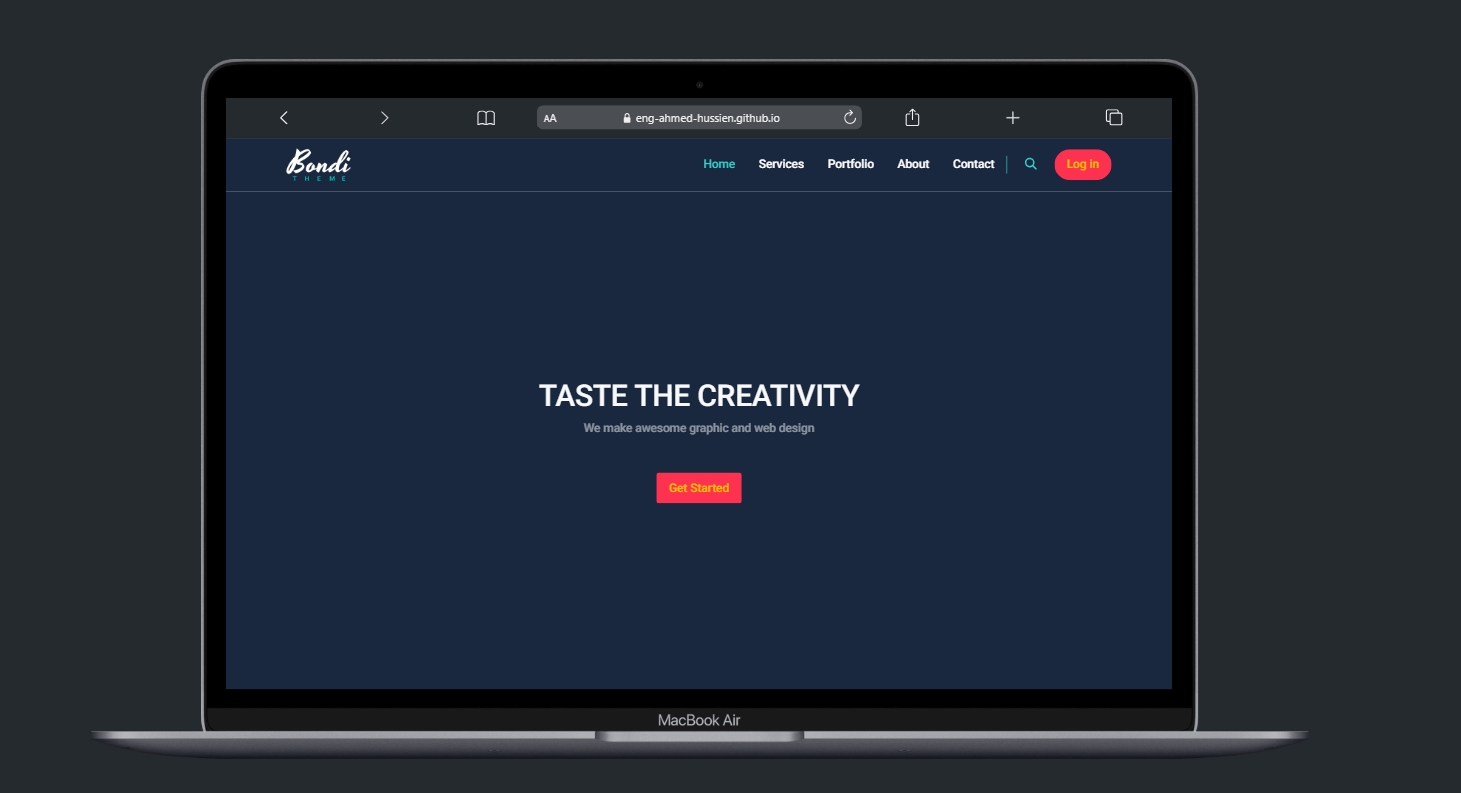 AA eng-ahmed-hussien.github.io
Bondi
THEME
Home Services Portfolio About Contact Log in
TASTE THE CREATIVITY
We make awesome graphic and web design
Get Started
MacBook Air